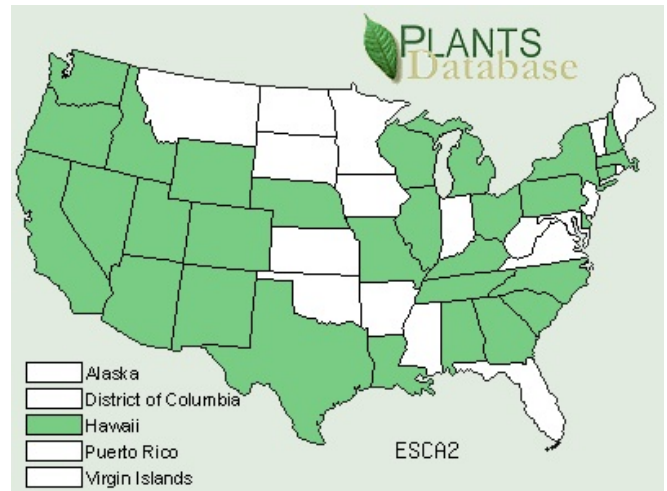 PLANTS
Database
Alaska
District of Columbia
Hawaii
Puerto Rico
Virgin Islands
ESCA2